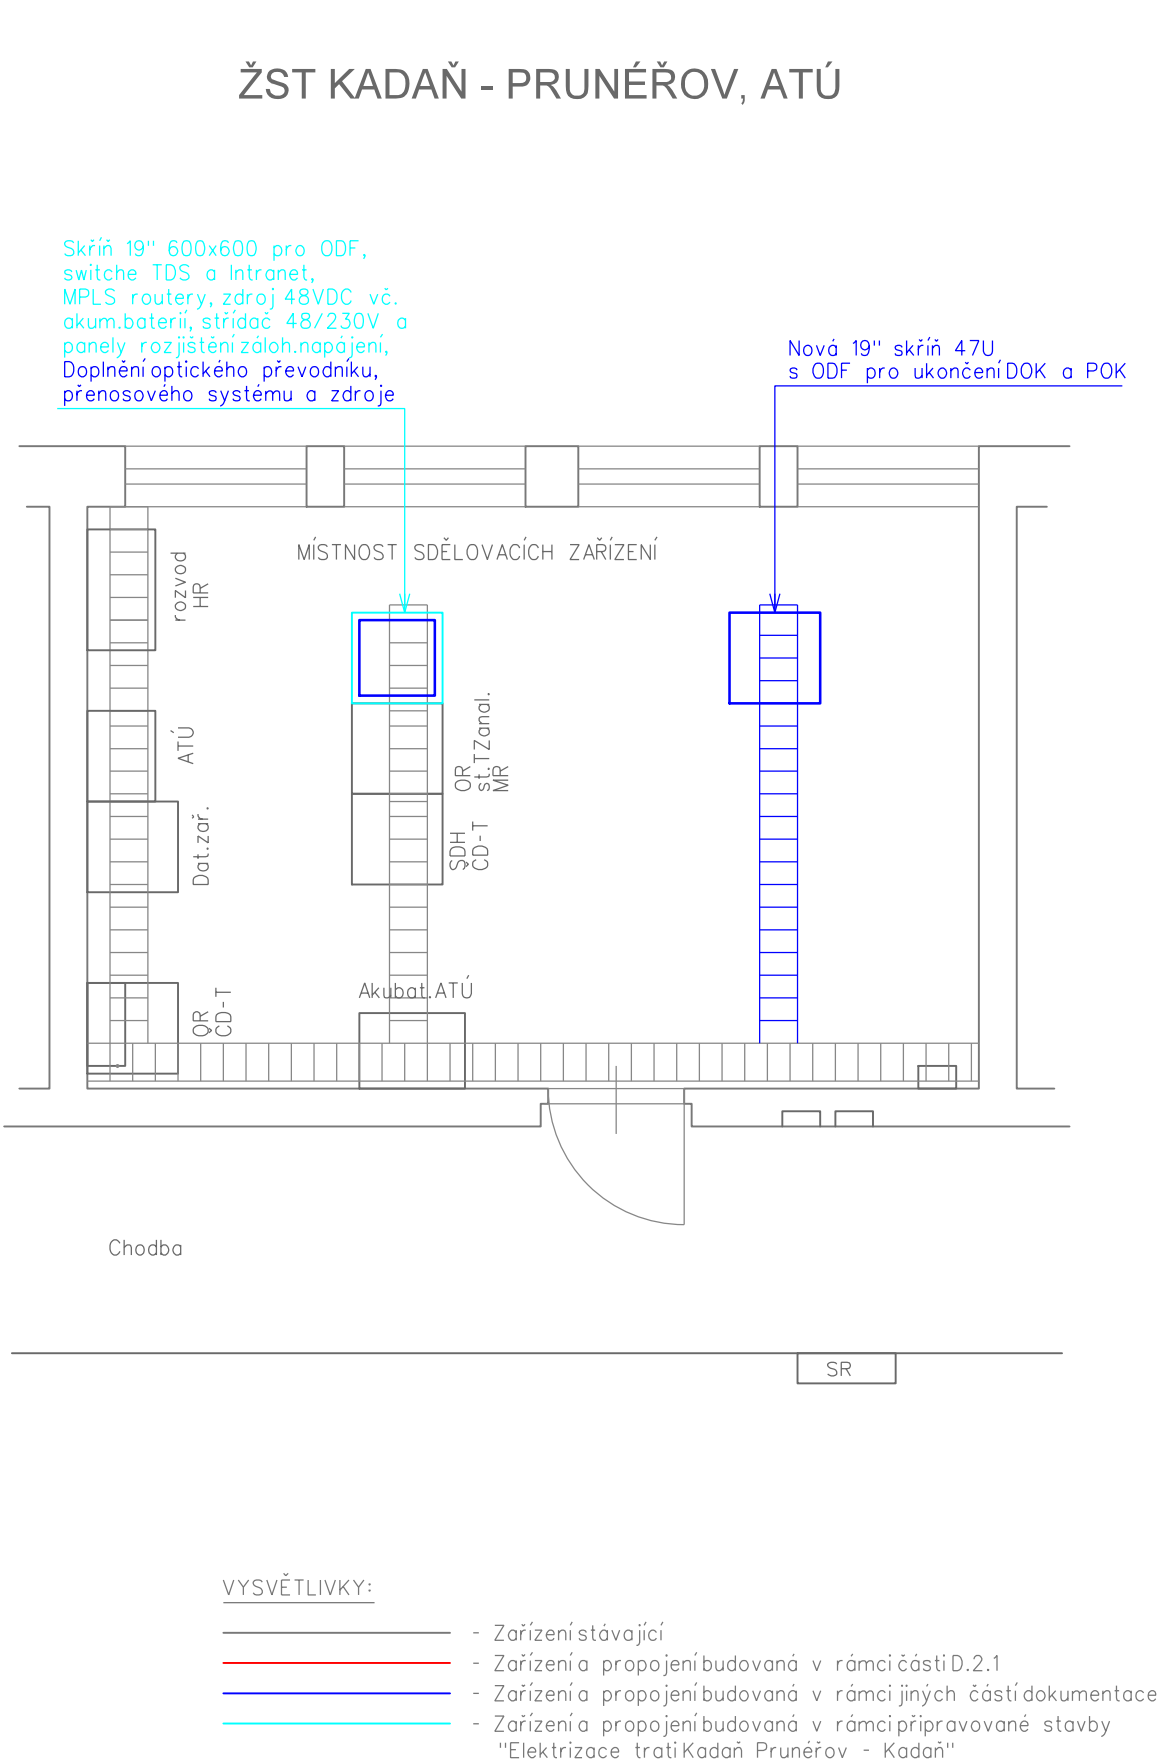 ŽST KADAŇ - PRUNÉŘOV, ATÚ
Skříň 19" 600x600 pro ODF,
switche TDS a Intranet,
MPLS routery, zdroj 48VDC vč.
akum.baterií, střídač 48/230V a
panely rozjištění záloh.napájení,
Doplnění optického převodníku,
přenosového systému a zdroje
Nová 19" skříň 47U
s ODF pro ukončení DOK a POK
MÍSTNOST SDĚLOVACÍCH ZAŘÍZENÍ
rozvod
HR
ATÚ
Dat.zař.
OR
st.TZanal.
MR
SDH
ČD-T
OR
ČD-T
Akubat.ATÚ
Chodba
SR
VYSVĚTLIVKY:
- Zařízení stávající
- Zařízení a propojení budovaná v rámci části D.2.1
- Zařízení a propojení budovaná v rámci jiných částí dokumentace
- Zařízení a propojení budovaná v rámci připravované stavby
"Elektrizace trati Kadaň Prunéřov - Kadaň"